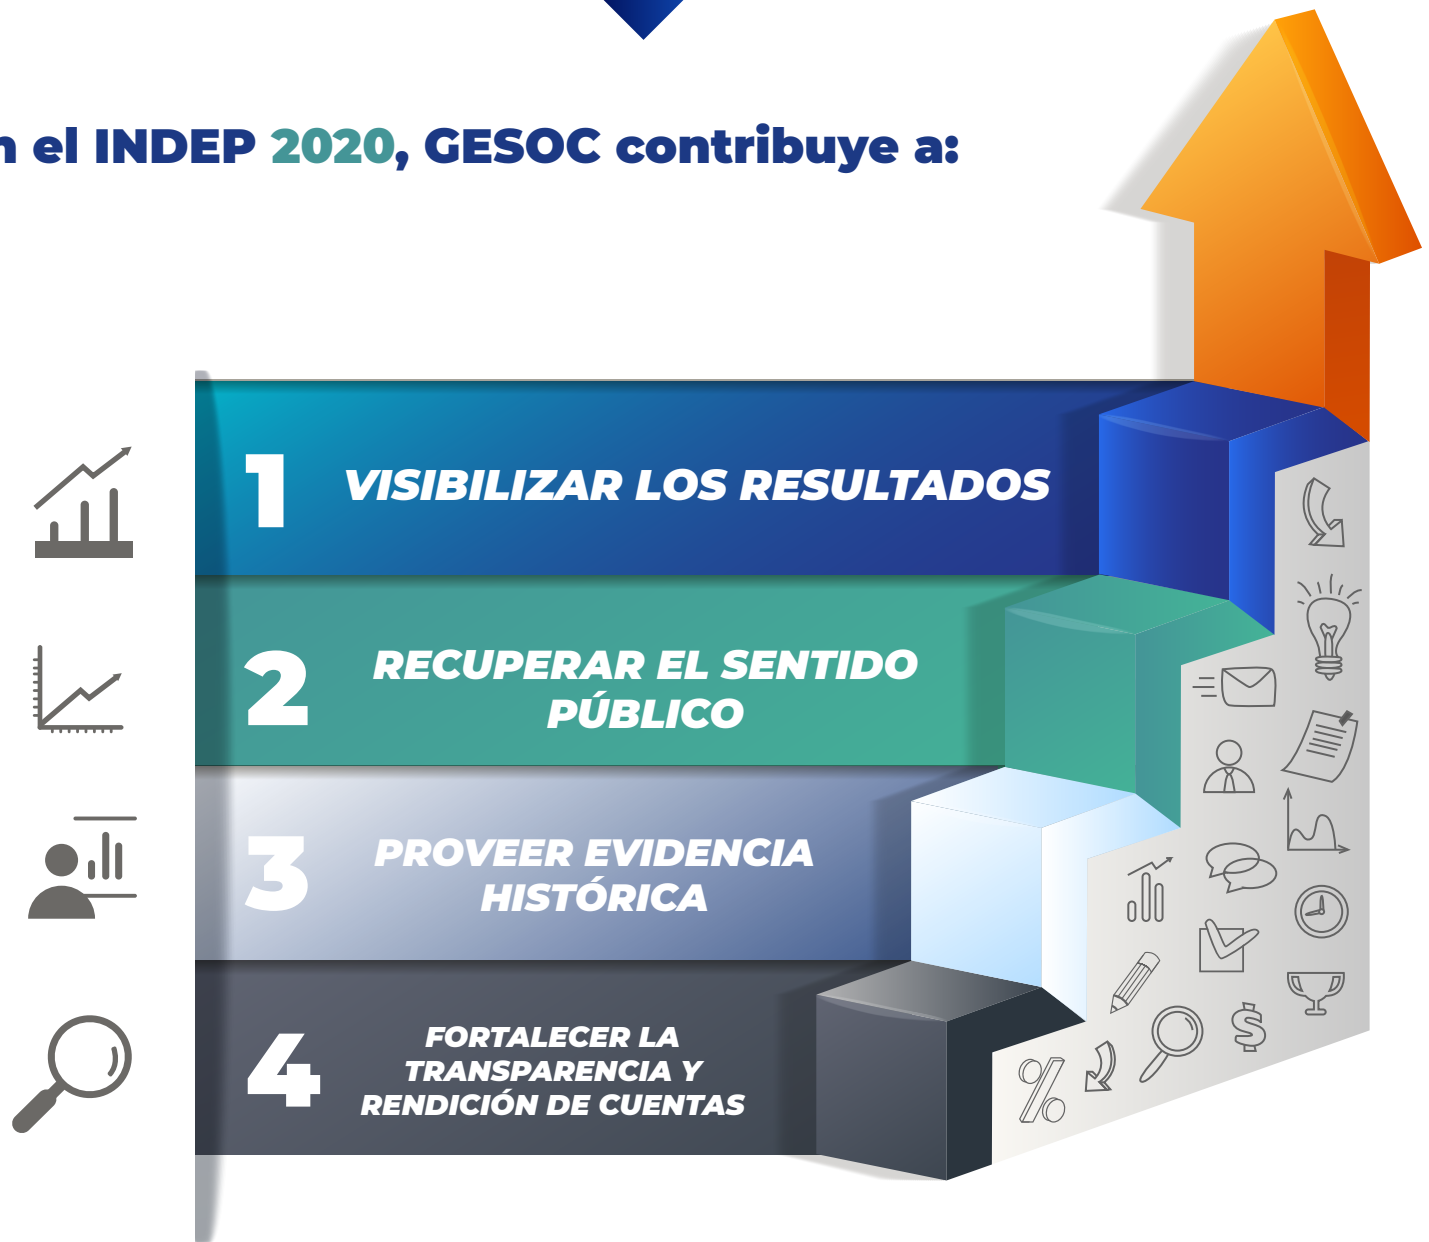 n el INDEP 2020, GESOC contribuye a:
1
VISIBILIZAR LOS RESULTADOS
2
RECUPERAR EL SENTIDO
PÚBLICO
3
PROVEER EVIDENCIA
HISTÓRICA
4
FORTALECER LA
TRANSPARENCIA Y
RENDICIÓN DE CUENTAS
%
$